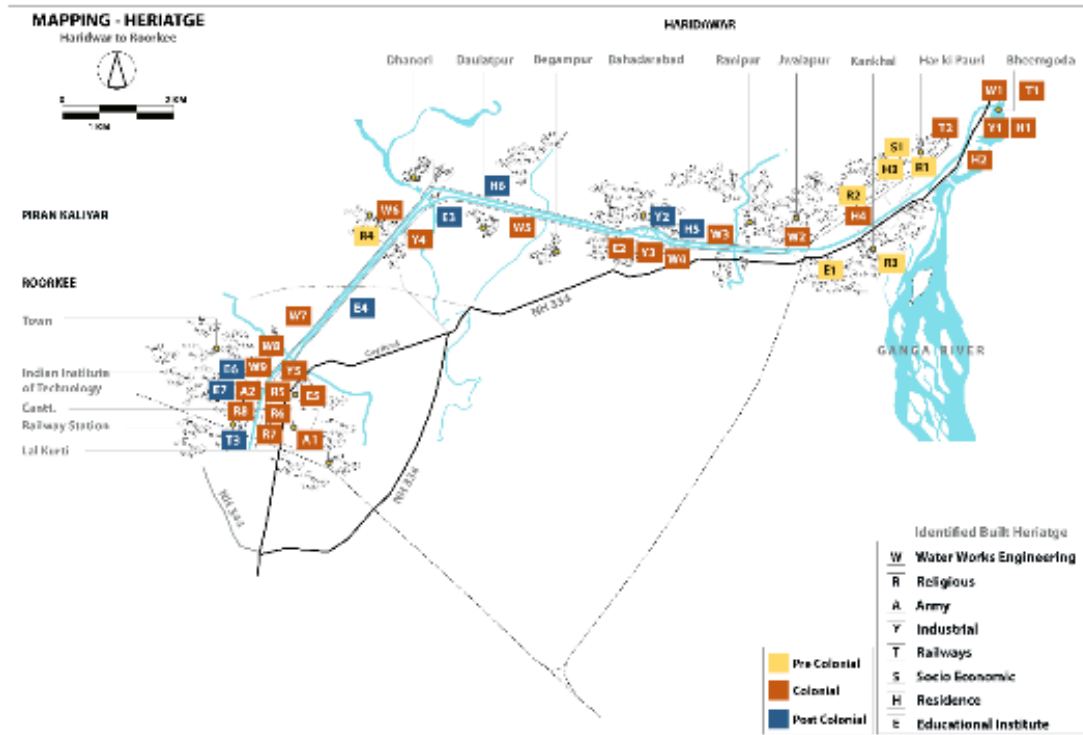 MAPPING - HERIATGE
Haridwar to Roorkee
0 2 KM
1 KM
HARIDAWAR
Dhanori Daulatpur Begampur Bahadarabad Ranipur Jwalapur Kankhal Har ki Pauri Bheemgoda
W1 T1
T2 Y1 H1
S1
H3 R1 H2
R2
H4
H6
E3
W6
R4 Y4
W5
Y2
H5 W3 W2
E2 Y3 W4
E1 R3
PIRAN KALIYAR
ROORKEE
Town
Indian Institute
of Technology
Cantt.
Railway Station
Lal Kurti
E4
W7
W8
E6 W9 Y5
E7 A2 R5 E5
R8 R6
T3 R7 A1
NH 334
NH 334
NH 344
GANGA RIVER
Identified Built Heriatge
W Water Works Engineering
R Religious
A Army
Y Industrial
T Railways
S Socio Economic
H Residence
E Educational Institute
Pre Colonial
Colonial
Post Colonial